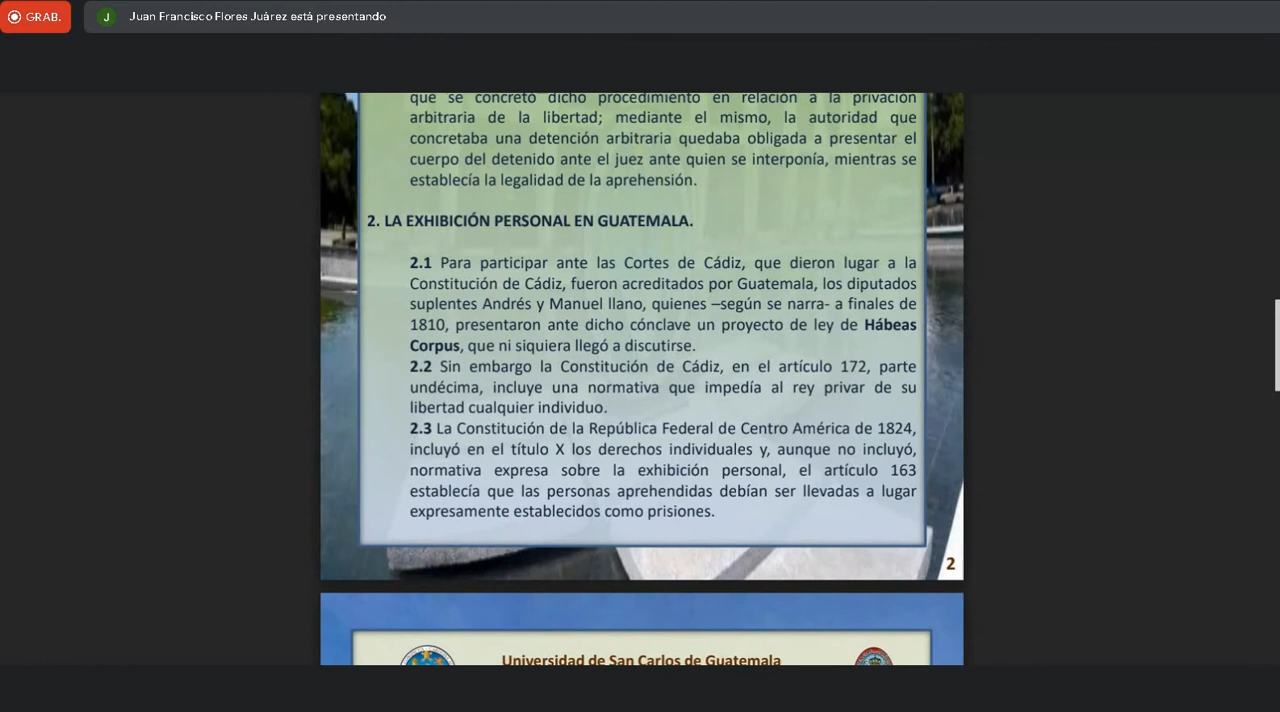 GRAB.
J
Juan Francisco Flores Juárez está presentando
que se concretó dicho procedimiento en relación a la privación
arbitraria de la libertad; mediante el mismo, la autoridad que
concretaba una detención arbitraria quedaba obligada a presentar el
cuerpo del detenido ante el juez ante quien se interponía, mientras se
establecía la legalidad de la aprehensión.
2. LA EXHIBICIÓN PERSONAL EN GUATEMALA.
2.1 Para participar ante las Cortes de Cádiz, que dieron lugar a la
Constitución de Cádiz, fueron acreditados por Guatemala, los diputados
suplentes Andrés y Manuel llano, quienes –según se narra- a finales de
1810, presentaron ante dicho cónclave un proyecto de ley de Hábeas
Corpus, que ni siquiera llegó a discutirse.
2.2 Sin embargo la Constitución de Cádiz, en el artículo 172, parte
undécima, incluye una normativa que impedía al rey privar de su
libertad cualquier individuo.
2.3 La Constitución de la República Federal de Centro América de 1824,
incluyó en el título X los derechos individuales y, aunque no incluyó,
normativa expresa sobre la exhibición personal, el artículo 163
establecía que las personas aprehendidas debían ser llevadas a lugar
expresamente establecidos como prisiones.
2
Universidad de San Carlos de Guatemala